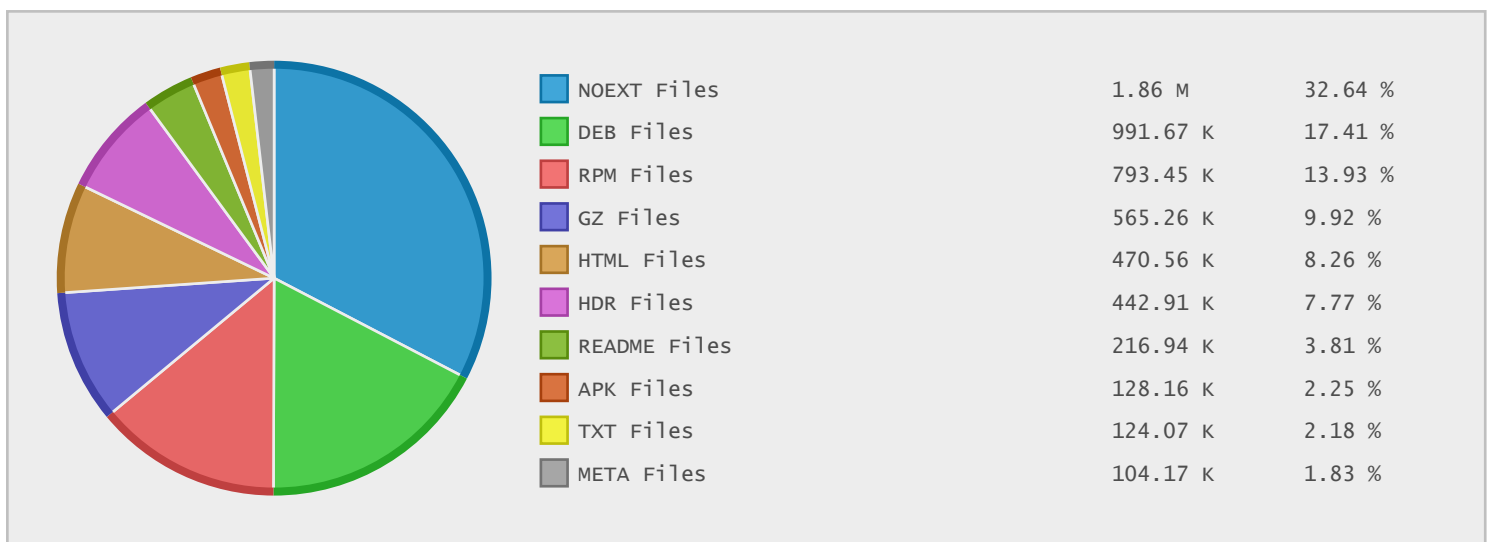 NOEXT Files 1.86 M 32.64 %
DEB Files 991.67 K 17.41 %
RPM Files 793.45 K 13.93 %
GZ Files 565.26 K 9.92 %
HTML Files 470.56 K 8.26 %
HDR Files 442.91 K 7.77 %
README Files 216.94 K 3.81 %
APK Files 128.16 K 2.25 %
TXT Files 124.07 K 2.18 %
META Files 104.17 K 1.83 %